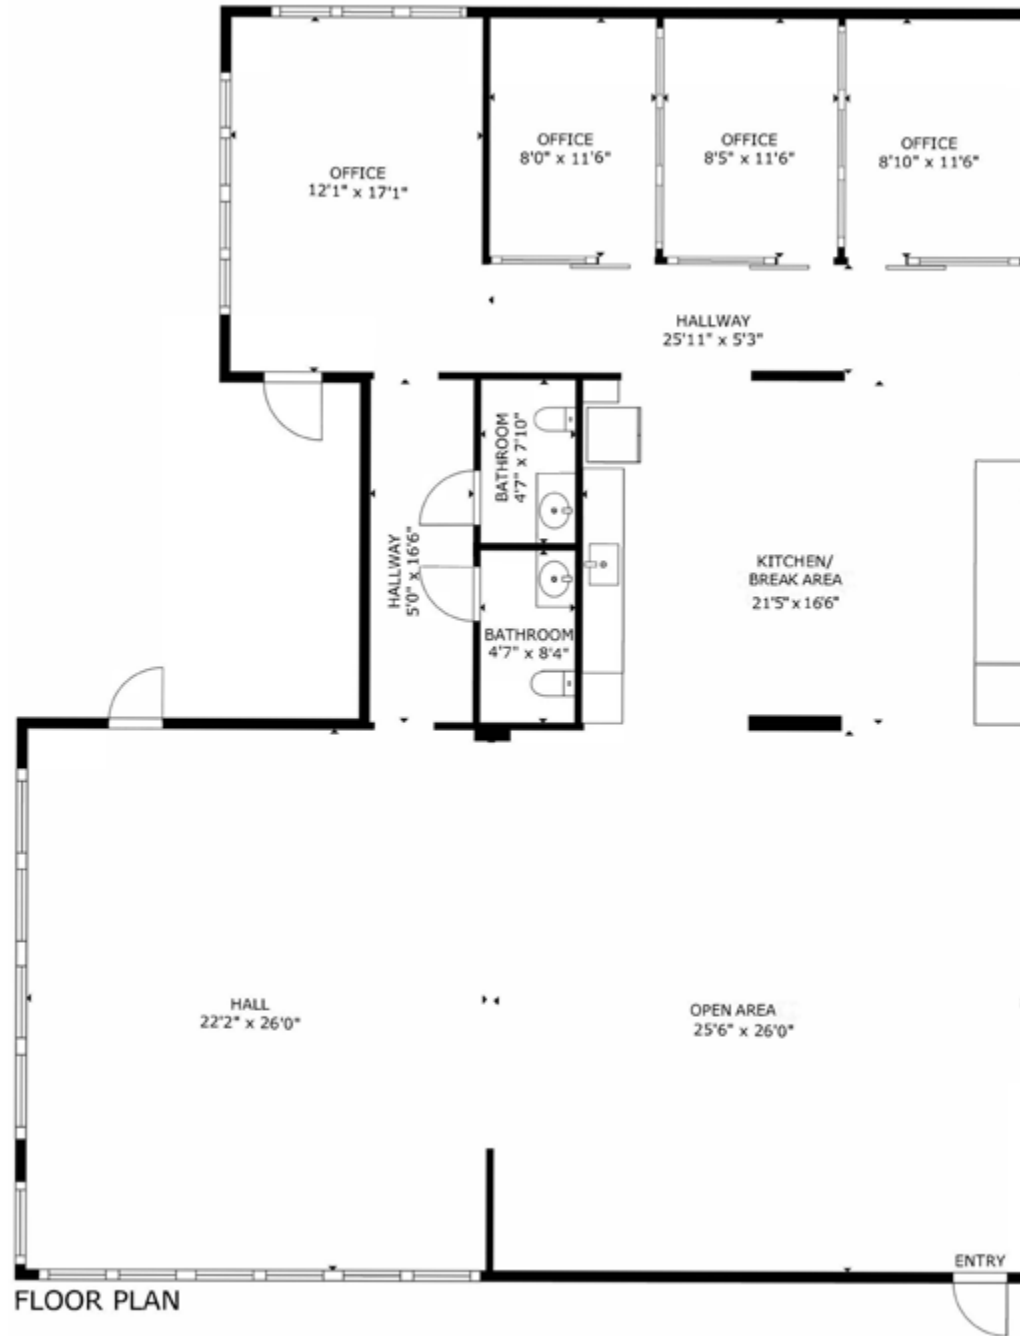 OFFICE
12'1" x 17'1"
OFFICE
8'0" x 11'6"
OFFICE
8'5" x 11'6"
OFFICE
8'10" x 11'6"
HALLWAY
25'11" x 5'3"
BATHROOM
4'7" x 7'10"
HALLWAY
5'0" x 16'6"
BATHROOM
4'7" x 8'4"
KITCHEN/
BREAK AREA
21'5" x 16'6"
HALL
22'2" x 26'0"
OPEN AREA
25'6" x 26'0"
ENTRY
FLOOR PLAN